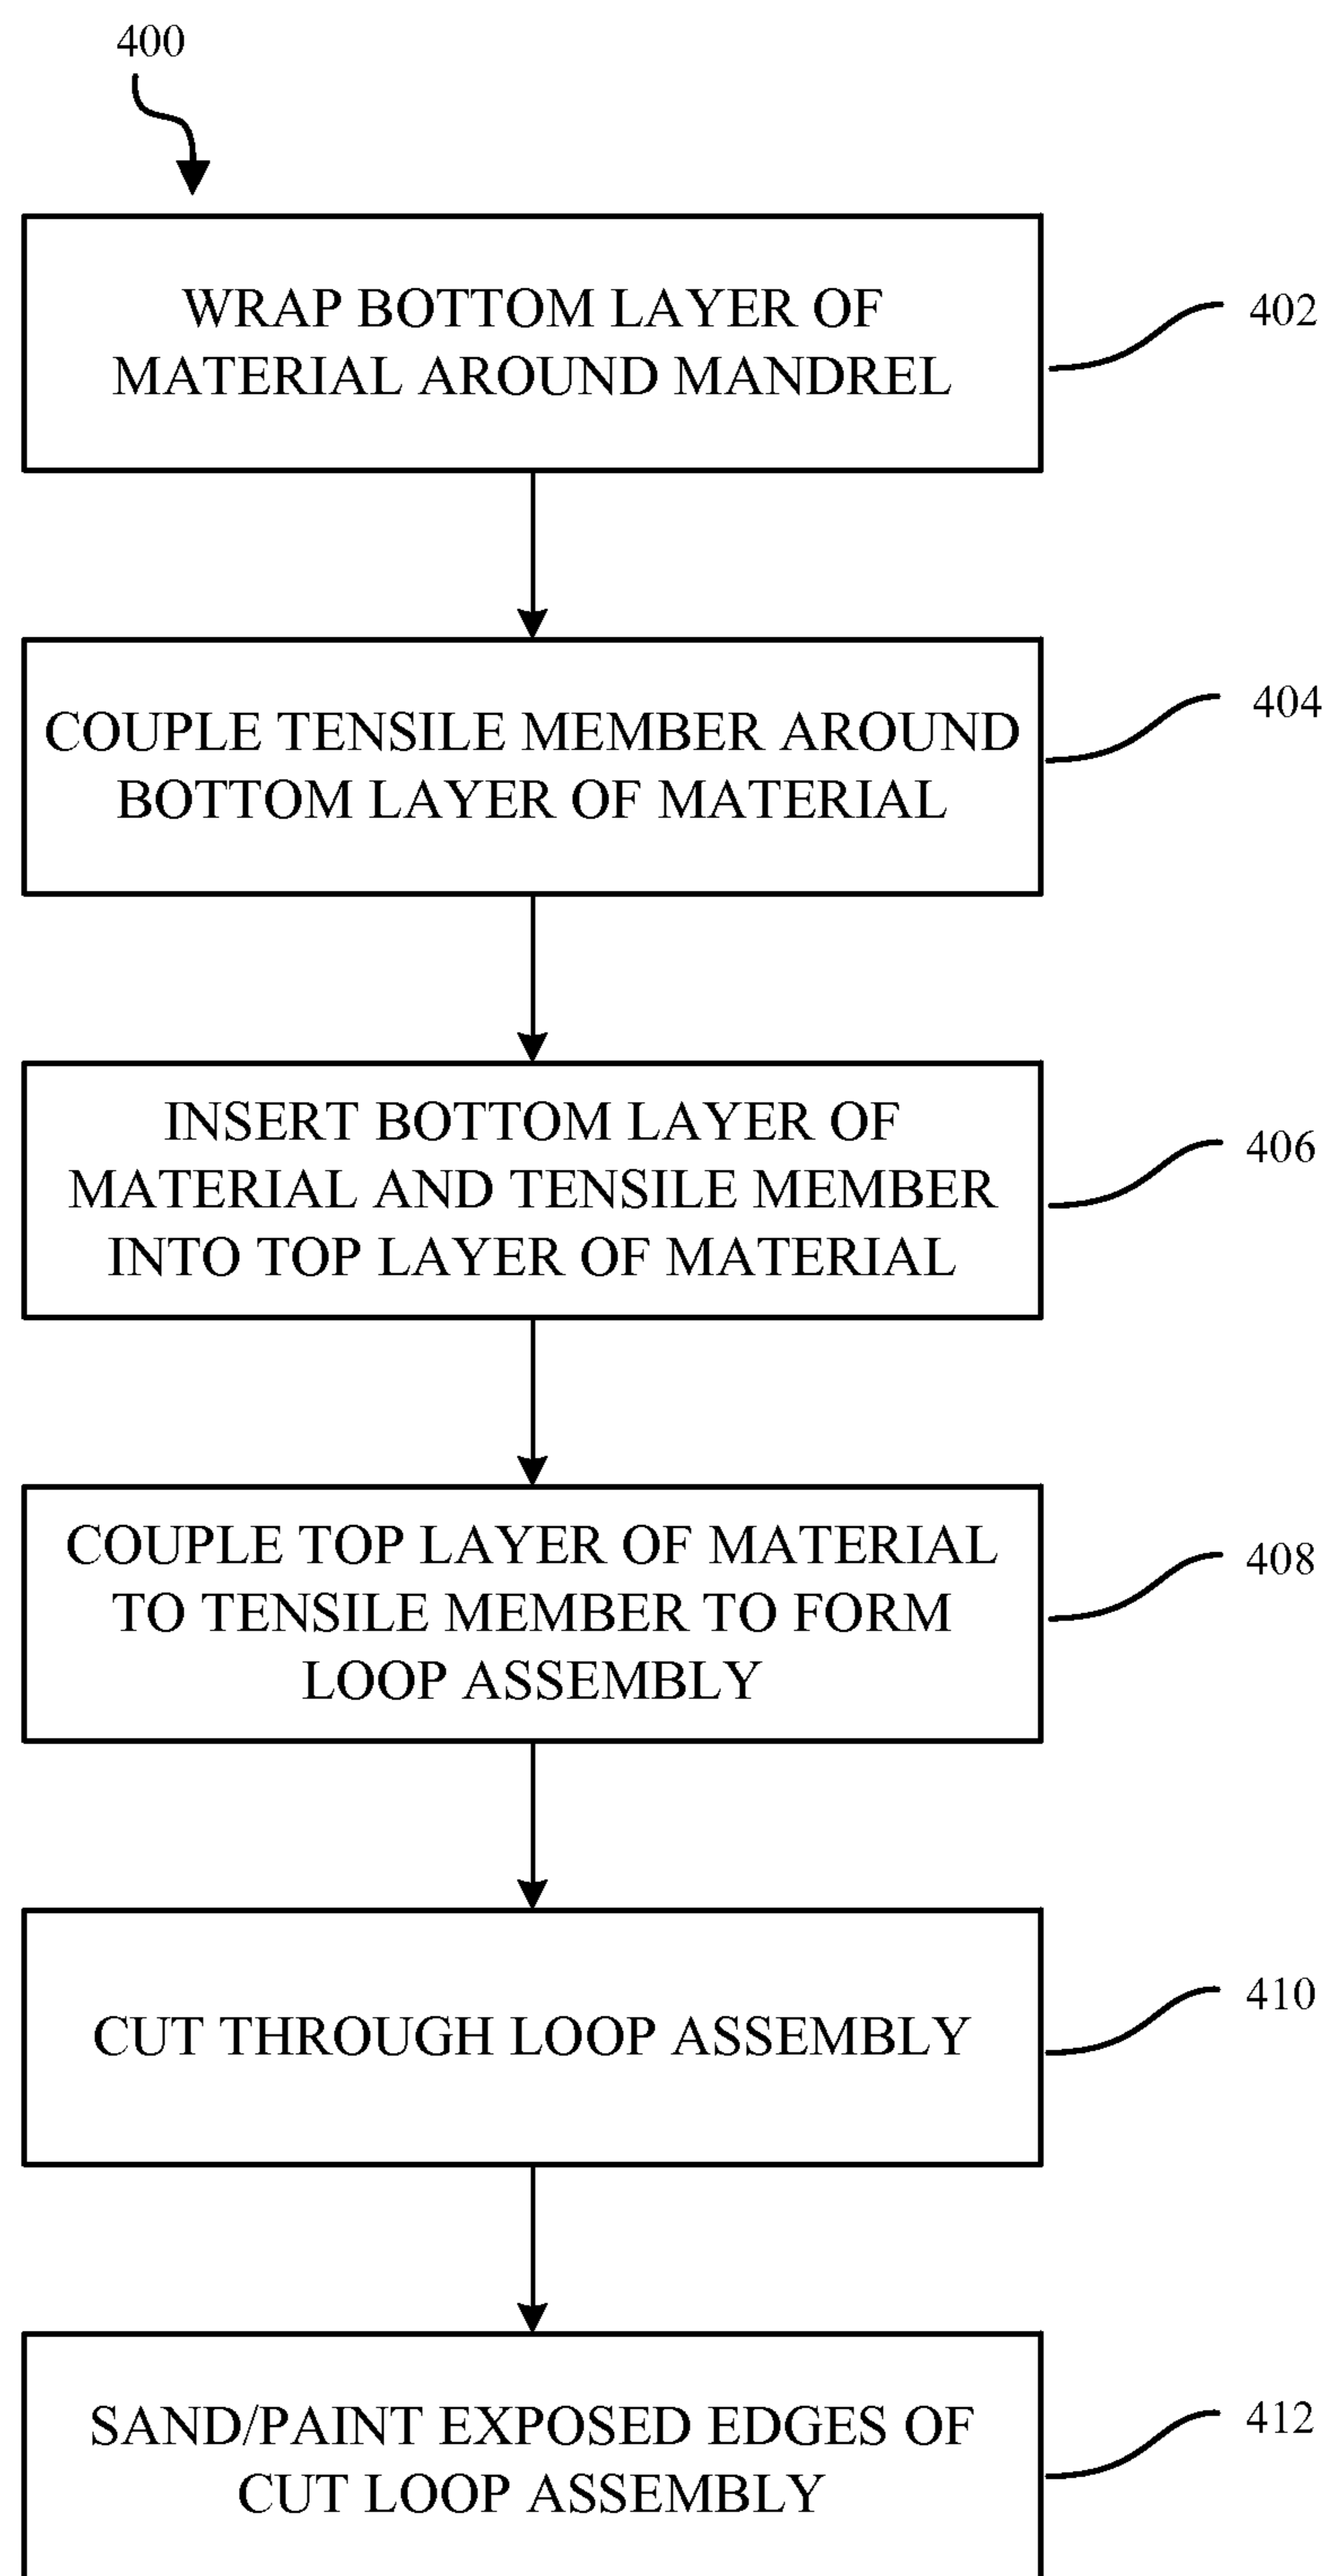 400
WRAP BOTTOM LAYER OF
MATERIAL AROUND MANDREL
402
COUPLE TENSILE MEMBER AROUND
BOTTOM LAYER OF MATERIAL
404
INSERT BOTTOM LAYER OF
MATERIAL AND TENSILE MEMBER
INTO TOP LAYER OF MATERIAL
406
COUPLE TOP LAYER OF MATERIAL
TO TENSILE MEMBER TO FORM
LOOP ASSEMBLY
408
CUT THROUGH LOOP ASSEMBLY
410
SAND/PAINT EXPOSED EDGES OF
CUT LOOP ASSEMBLY
412